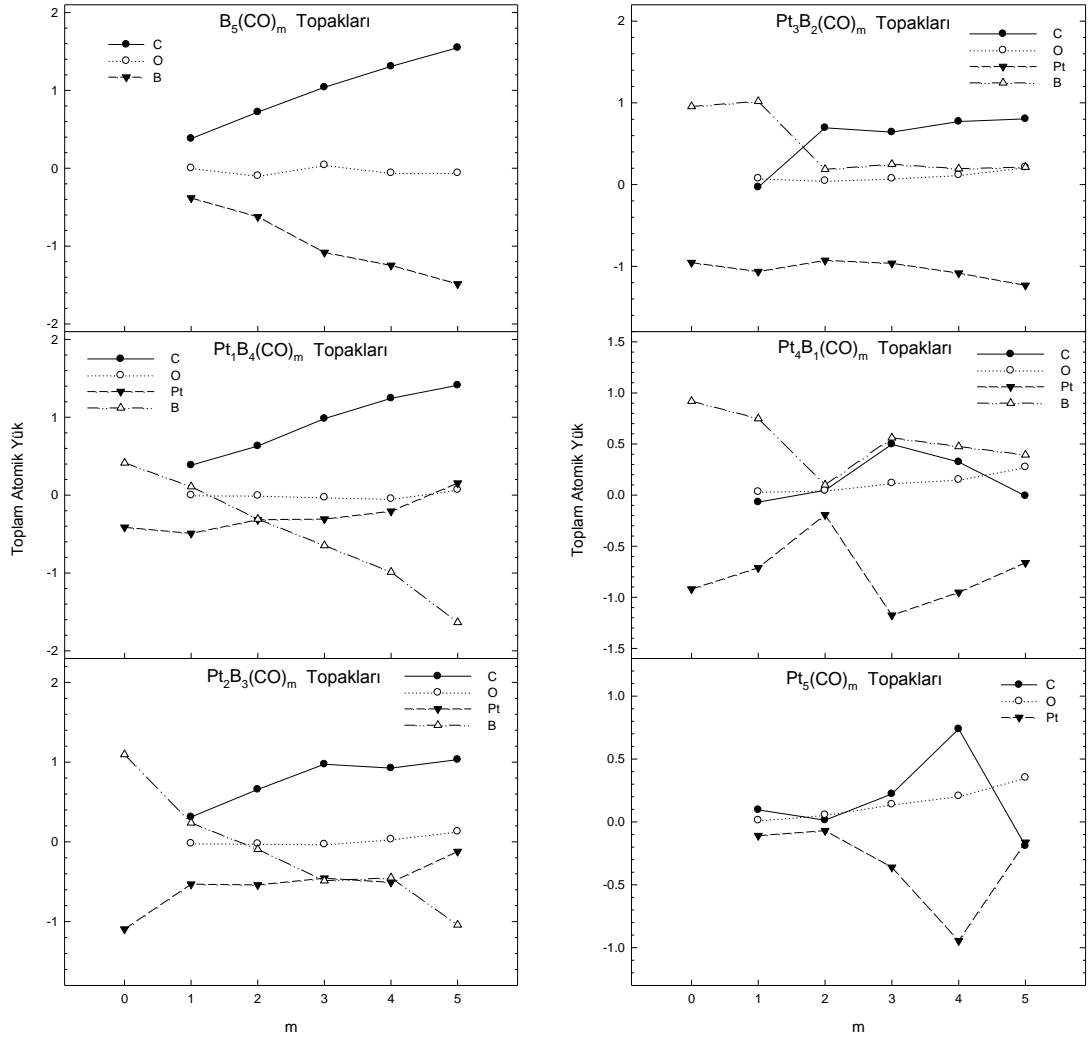 B5(CO)m Topakları
C
O
B
2
1
0
-1
-2
Pt1B4(CO)m Topakları
C
O
Pt
B
2
1
0
-1
-2
Pt2B3(CO)m Topakları
C
O
Pt
B
2
1
0
-1
0 1 2 3 4 5
m
Toplam Atomik Yük
Pt3B2(CO)m Topakları
C
O
Pt
B
2
1
0
-1
Pt4B1(CO)m Topakları
C
O
Pt
B
1.5
1.0
0.5
0.0
-0.5
-1.0
-1.5
Pt5(CO)m Topakları
C
O
Pt
1.0
0.5
0.0
-0.5
-1.0
0 1 2 3 4 5
m
Toplam Atomik Yük